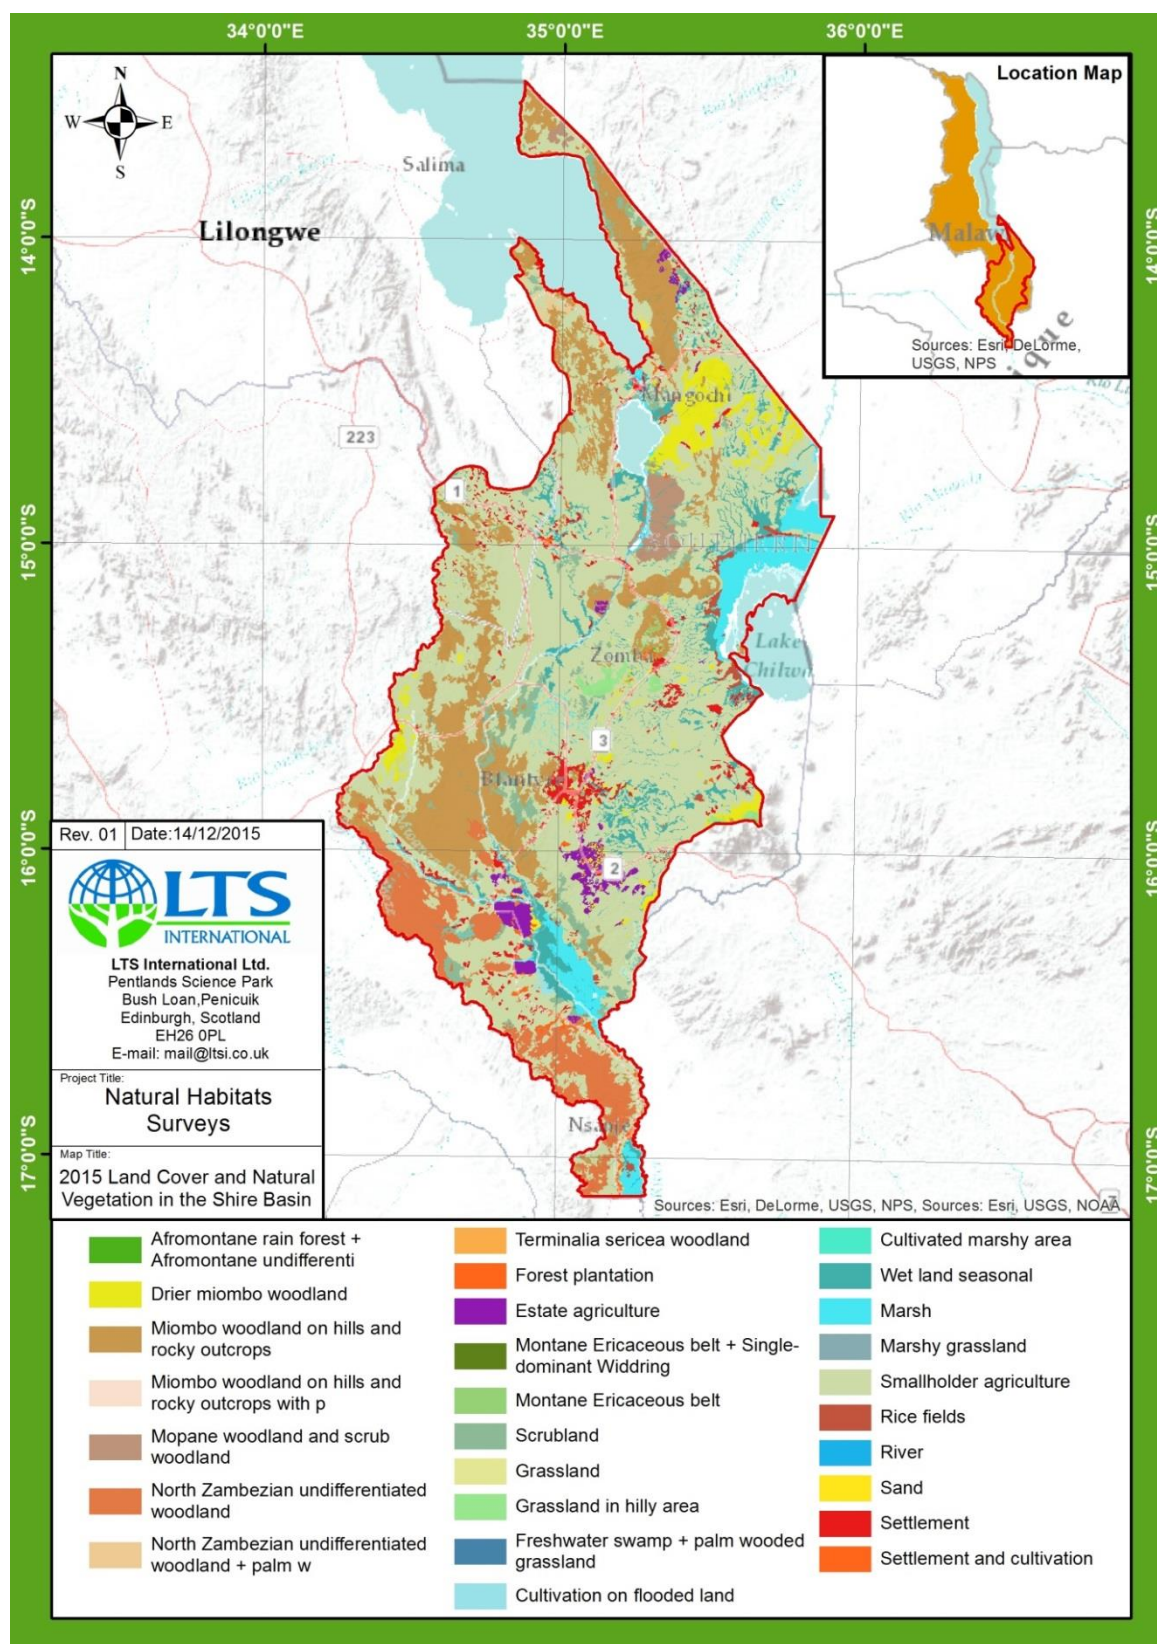 34°0'0"E
35°0'0"E
36°0'0"E
14°0'0"S
15°0'0"S
16°0'0"S
17°0'0"S
14°0'0"S
15°0'0"S
16°0'0"S
17°0'0"S
N
W
E
S
Location Map
Malawi
ique
Sources: Esri, DeLorme,
USGS, NPS
Salima
Lilongwe
Mangochi
223
1
Zomba
Lake
Chilwa
3
Blantyre
2
Nsanje
Rev. 01
Date:14/12/2015
LTS
INTERNATIONAL
LTS International Ltd.
Pentlands Science Park
Bush Loan,Penicuik
Edinburgh, Scotland
EH26 0PL
E-mail: mail@ltsi.co.uk
Project Title:
Natural Habitats
Surveys
Map Title:
2015 Land Cover and Natural
Vegetation in the Shire Basin
Sources: Esri, DeLorme, USGS, NPS, Sources: Esri, USGS, NOAA
Afromontane rain forest +
Afromontane undifferenti
Drier miombo woodland
Miombo woodland on hills and
rocky outcrops
Miombo woodland on hills and
rocky outcrops with p
Mopane woodland and scrub
woodland
North Zambezian undifferentiated
woodland
North Zambezian undifferentiated
woodland + palm w
Terminalia sericea woodland
Forest plantation
Estate agriculture
Montane Ericaceous belt + Single-
dominant Widdring
Montane Ericaceous belt
Scrubland
Grassland
Grassland in hilly area
Freshwater swamp + palm wooded
grassland
Cultivation on flooded land
Cultivated marshy area
Wet land seasonal
Marsh
Marshy grassland
Smallholder agriculture
Rice fields
River
Sand
Settlement
Settlement and cultivation